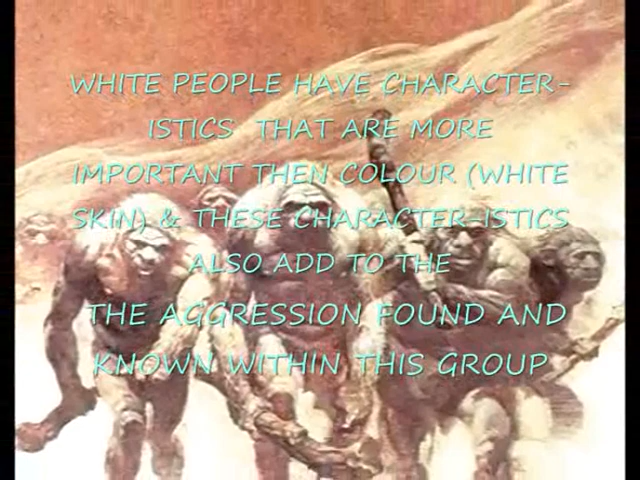 WHITE PEOPLE HAVE CHARACTER-
ISTICS THAT ARE MORE
IMPORTANT THEN COLOUR (WHITE
SKIN) & THESE CHARACTER-ISTICS
ALSO ADD TO THE
THE AGGRESSION FOUND AND
KNOWN WITHIN THIS GROUP